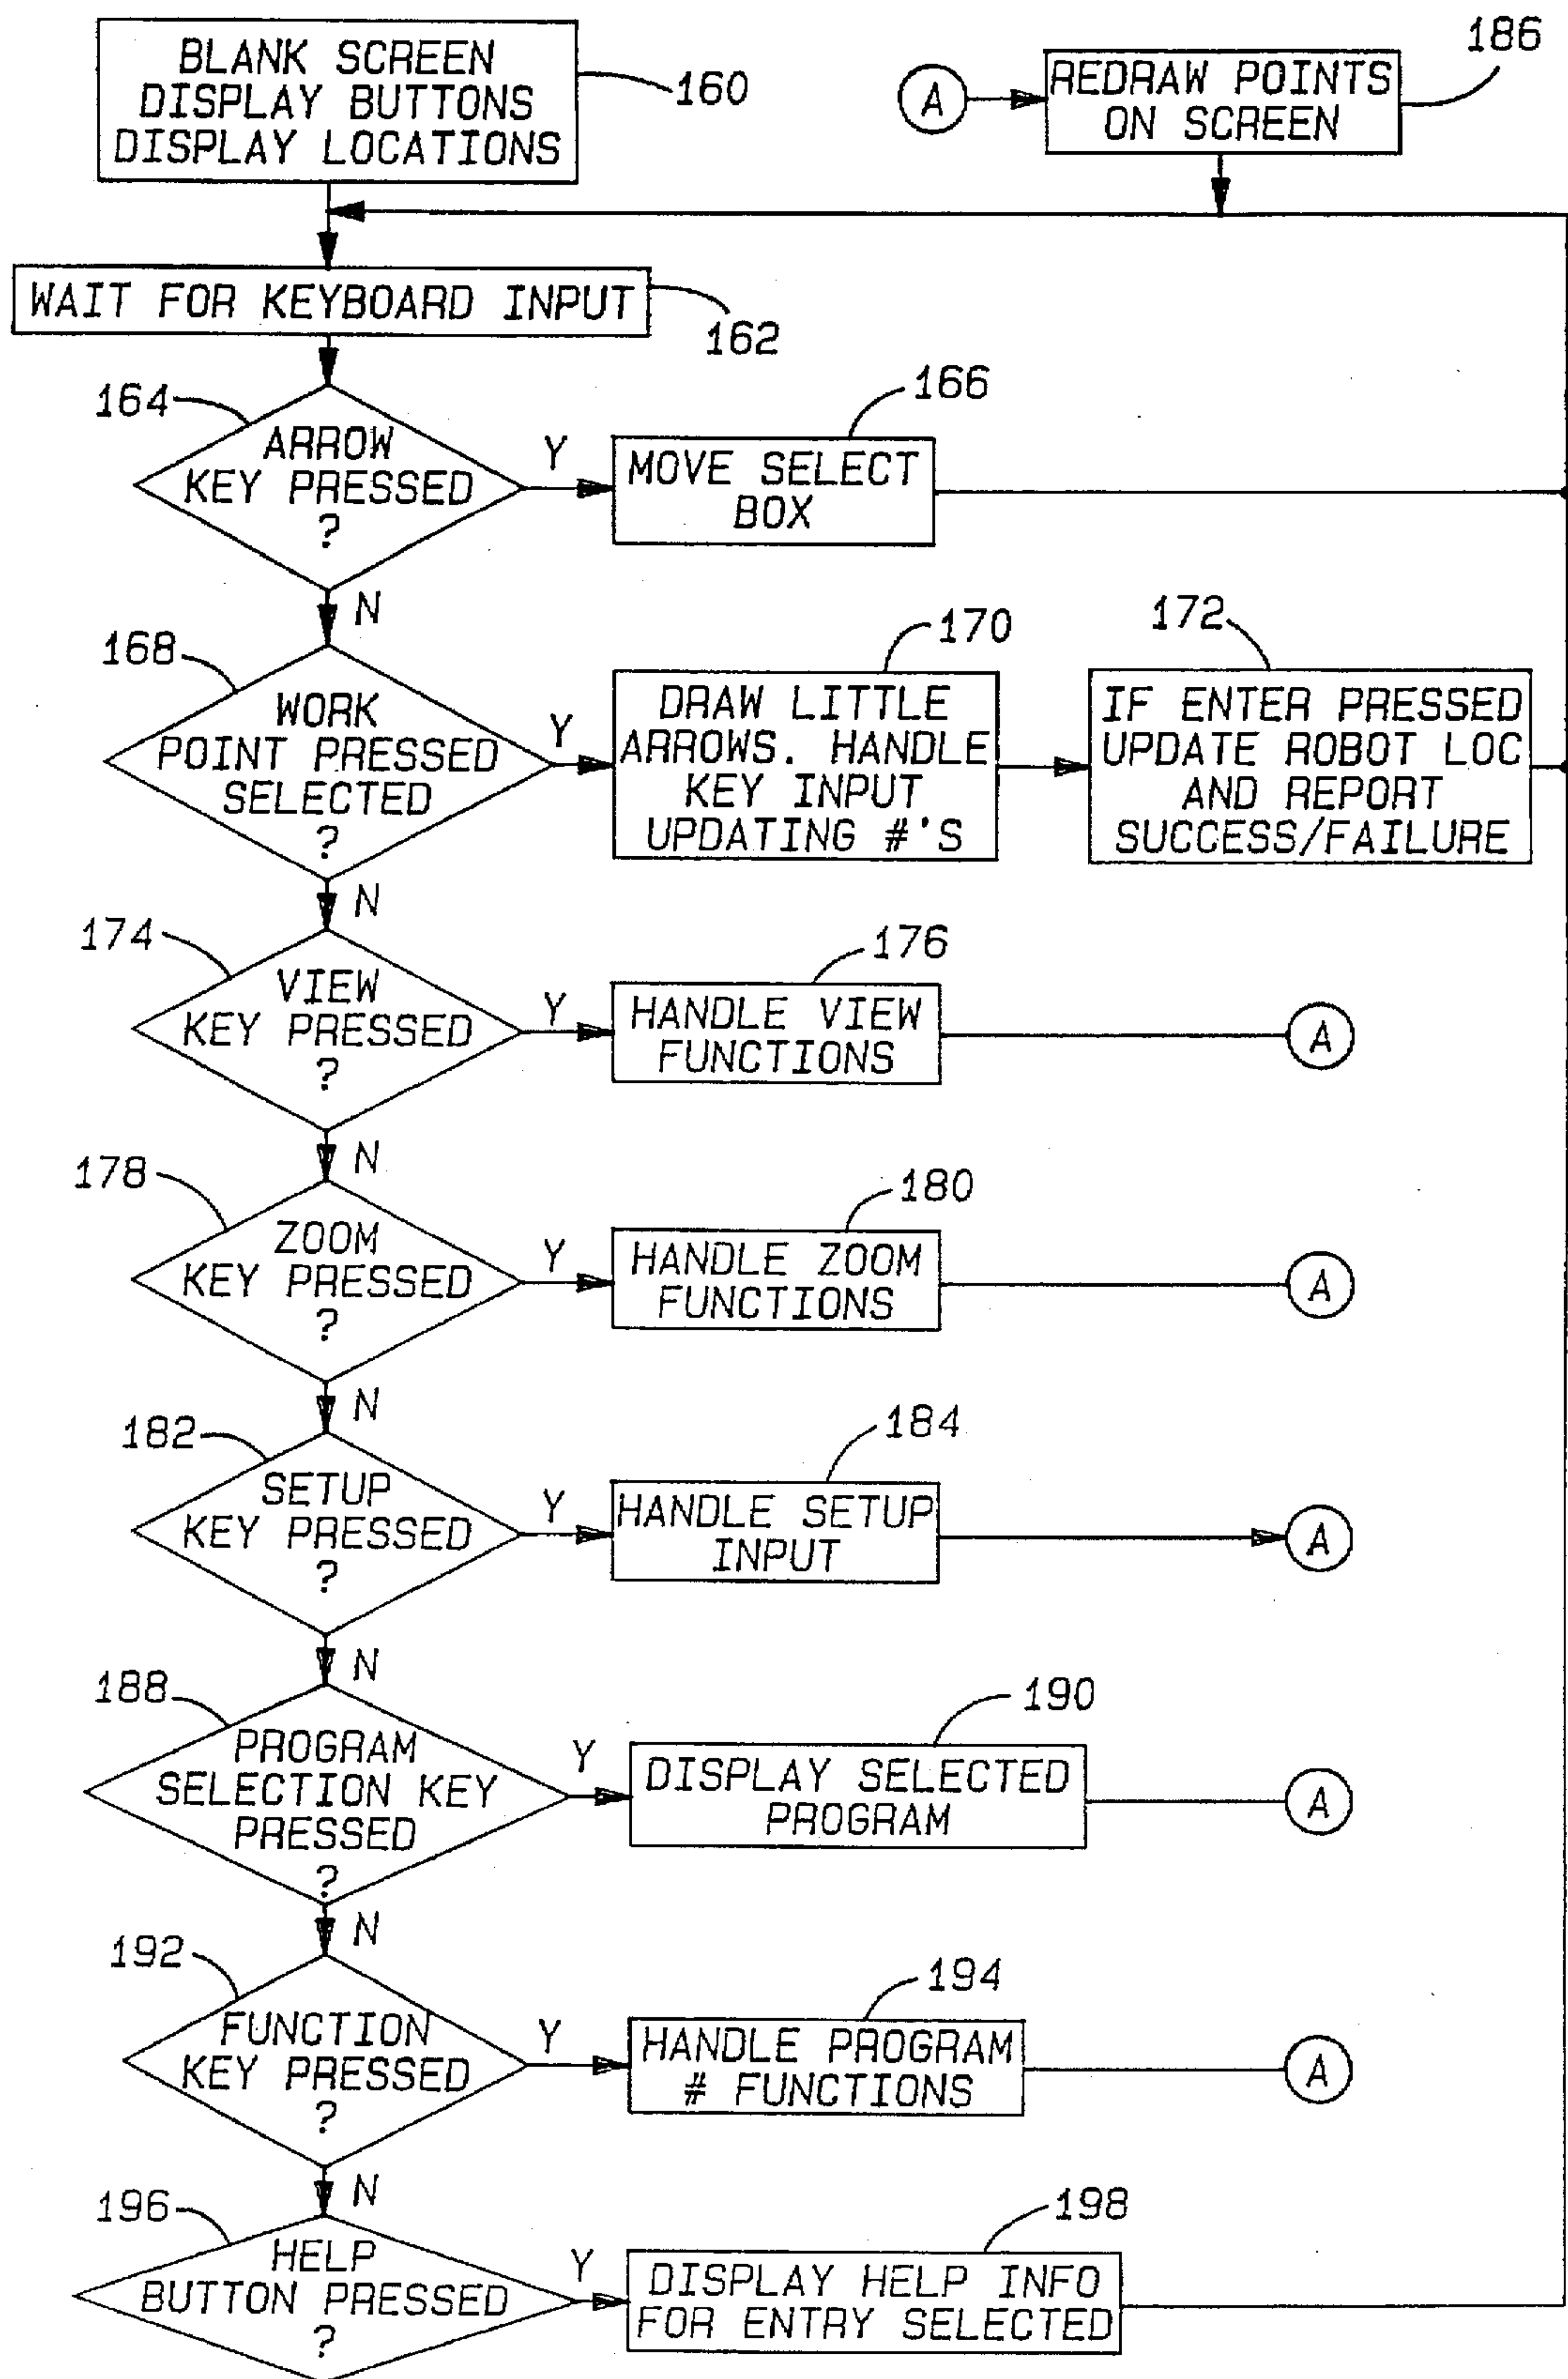 BLANK SCREEN
DISPLAY BUTTONS
DISPLAY LOCATIONS
160
A
REDRAW POINTS
ON SCREEN
186
WAIT FOR KEYBOARD INPUT
162
164
ARROW
KEY PRESSED
?
Y
166
MOVE SELECT
BOX
N
168
WORK
POINT PRESSED
SELECTED
?
Y
170
DRAW LITTLE
ARROWS. HANDLE
KEY INPUT
UPDATING #'S
172
IF ENTER PRESSED
UPDATE ROBOT LOC
AND REPORT
SUCCESS/FAILURE
N
174
VIEW
KEY PRESSED
?
Y
176
HANDLE VIEW
FUNCTIONS
A
N
178
ZOOM
KEY PRESSED
?
Y
180
HANDLE ZOOM
FUNCTIONS
A
N
182
SETUP
KEY PRESSED
?
Y
184
HANDLE SETUP
INPUT
A
N
188
PROGRAM
SELECTION KEY
PRESSED
?
Y
190
DISPLAY SELECTED
PROGRAM
A
N
192
FUNCTION
KEY PRESSED
?
Y
194
HANDLE PROGRAM
# FUNCTIONS
A
N
196
HELP
BUTTON PRESSED
?
Y
198
DISPLAY HELP INFO
FOR ENTRY SELECTED